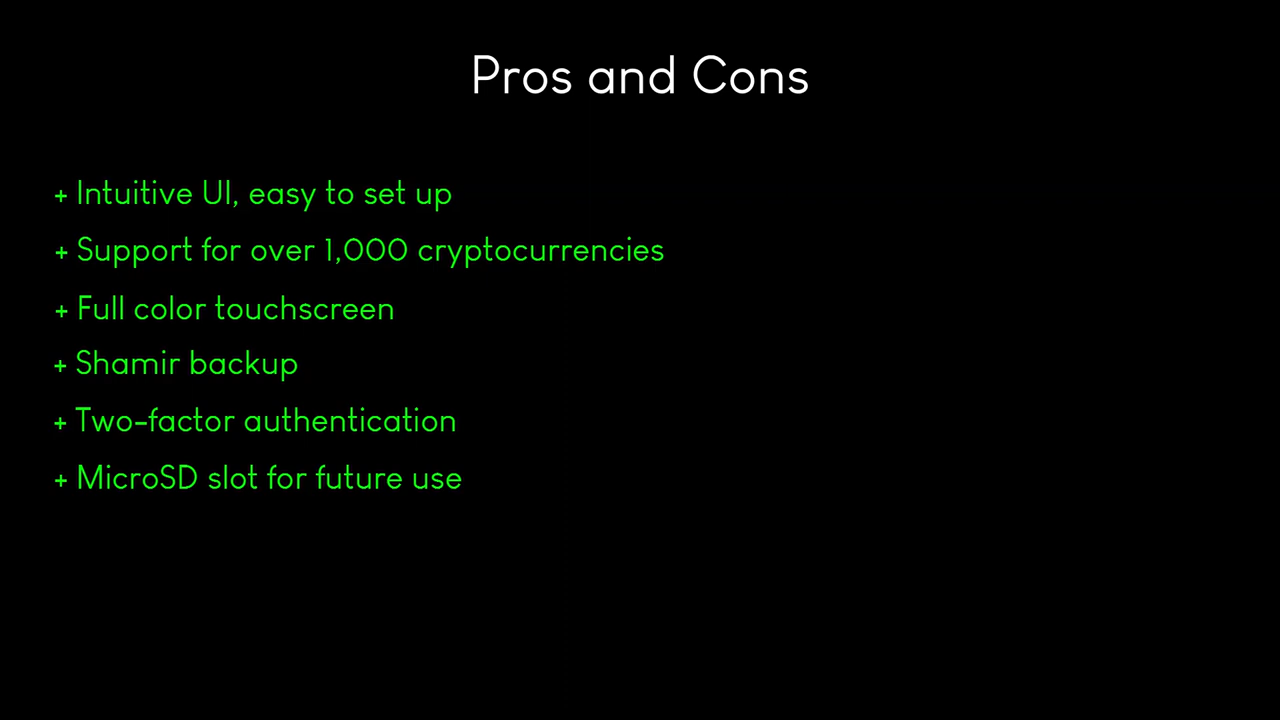 Pros and Cons
+ Intuitive UI, easy to set up
+ Support for over 1,000 cryptocurrencies
+ Full color touchscreen
+ Shamir backup
+ Two-factor authentication
+ MicroSD slot for future use